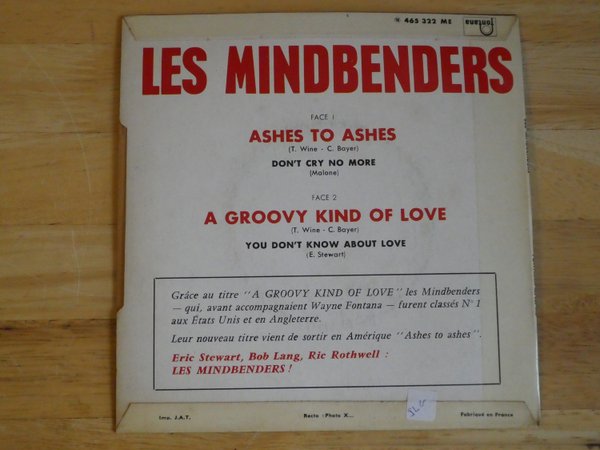 ℗ 465 322 ME fontana
LES MINDBENDERS
FACE 1
ASHES TO ASHES
(T. Wine - C. Bayer)
DON'T CRY NO MORE
(Malone)
FACE 2
A GROOVY KIND OF LOVE
(T. Wine - C. Bayer)
YOU DON'T KNOW ABOUT LOVE
(E. Stewart)
Grâce au titre "A GROOVY KIND OF LOVE" les Mindbenders
— qui, avant accompagnaient Wayne Fontana — furent classés N° 1
aux États Unis et en Angleterre.
Leur nouveau titre vient de sortir en Amérique "Ashes to ashes".
Eric Stewart, Bob Lang, Ric Rothwell :
LES MINDBENDERS !
Imp. J.A.T. Recto : Photo X... Fabriqué en France